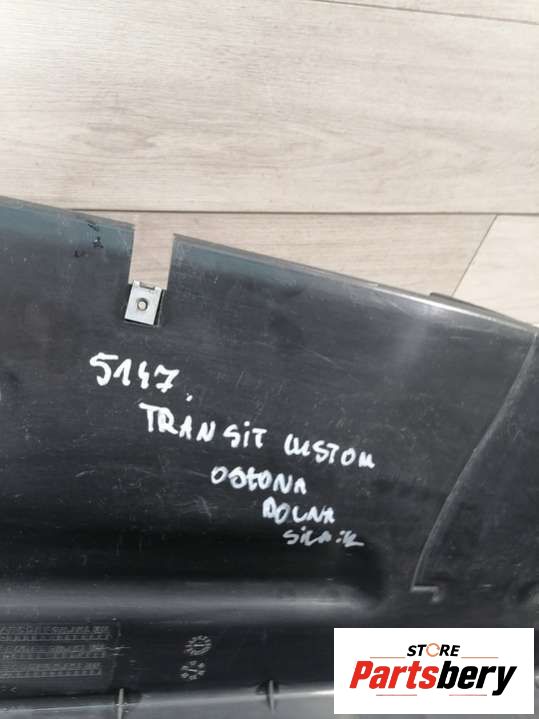 5147.
TRANSIT CUSTOM
OSŁONA
DOLNA
SILNIK
STORE
Partsbery